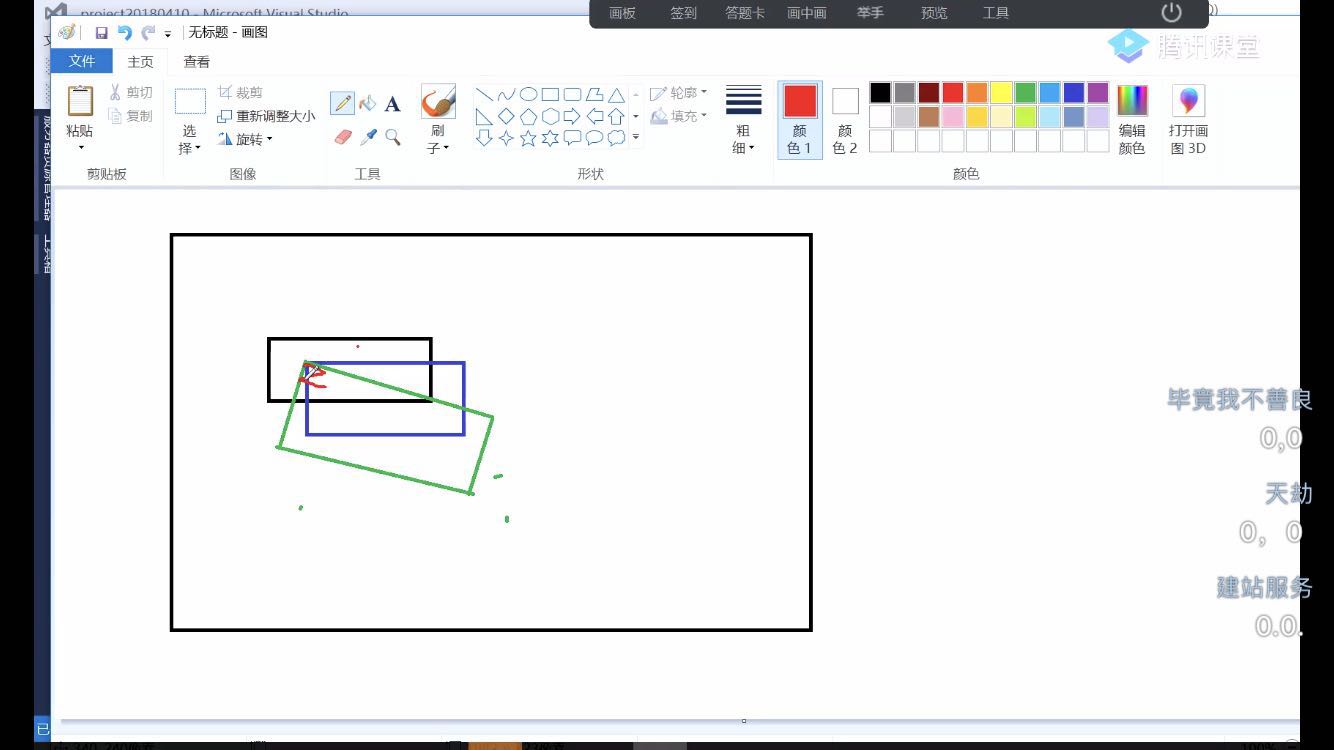 project20180410 - Microsoft Visual Studio
画板 签到 答题卡 画中画 举手 预览 工具
无标题 - 画图
腾讯课堂
文件 主页 查看
粘贴
剪切
复制
剪贴板
选择
裁剪
重新调整大小
旋转
图像
A
工具
刷子
形状
轮廓
填充
粗细
颜色 1
颜色 2
颜色
编辑颜色
打开画图 3D
毕竟我不善良
0,0
天劫
0，0
建站服务
0.0.
已